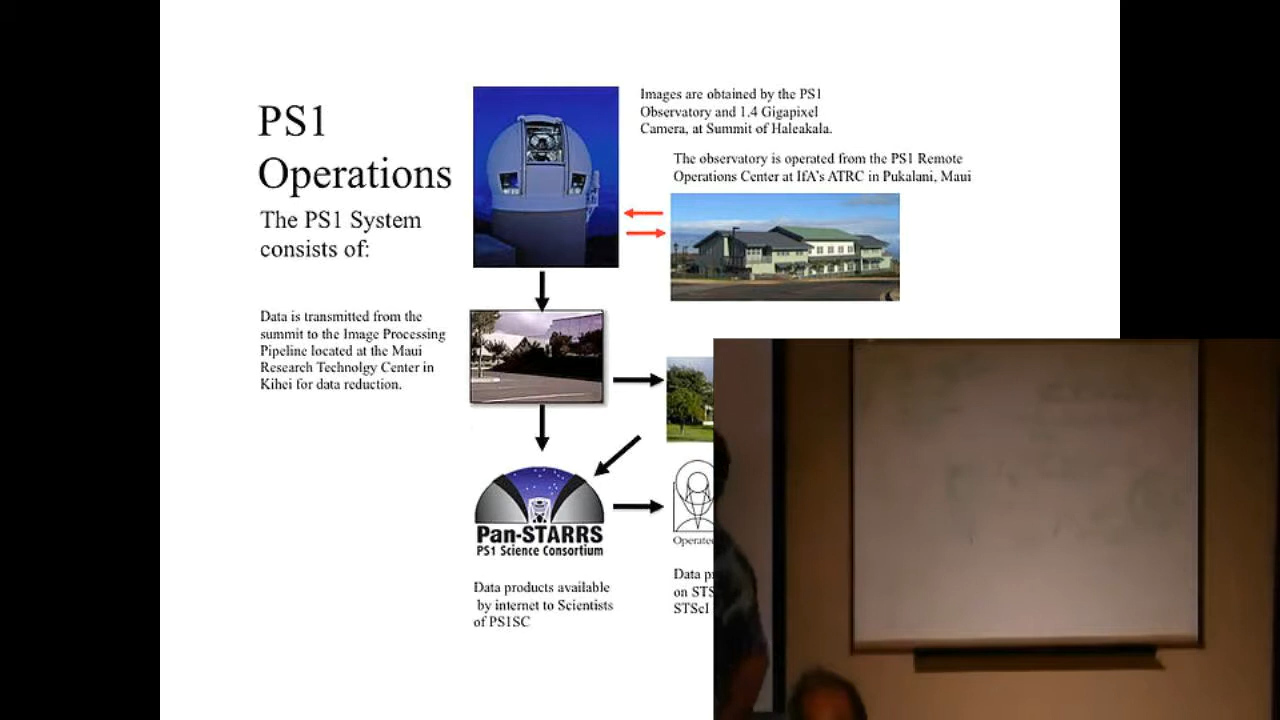 PS1
Operations
The PS1 System
consists of:
Images are obtained by the PS1
Observatory and 1.4 Gigapixel
Camera, at Summit of Haleakala.
The observatory is operated from the PS1 Remote
Operations Center at IfA's ATRC in Pukalani, Maui
Data is transmitted from the
summit to the Image Processing
Pipeline located at the Maui
Research Technolgy Center in
Kihei for data reduction.
Pan-STARRS
PS1 Science Consortium
Data products available
by internet to Scientists
of PS1SC
Operated
Data
on
STScI